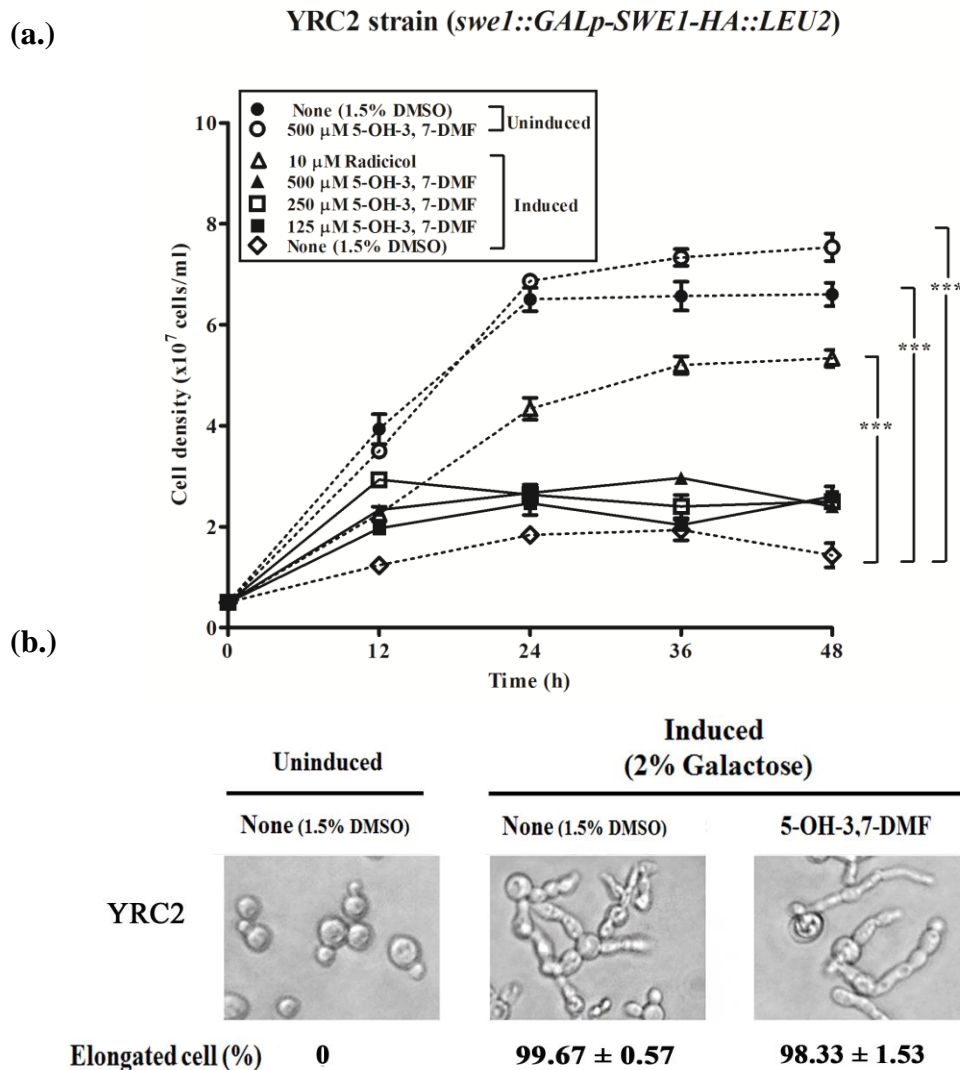 (a.)
YRC2 strain (swe1::GALp-SWE1-HA::LEU2)
None (1.5% DMSO)
500 μM 5-OH-3, 7-DMF
Uninduced
10 μM Radicicol
500 μM 5-OH-3, 7-DMF
250 μM 5-OH-3, 7-DMF
125 μM 5-OH-3, 7-DMF
None (1.5% DMSO)
Induced
Cell density (x10⁷ cells/ml)
10
8
6
4
2
0
***
***
***
0 12 24 36 48
Time (h)
(b.)
Uninduced
Induced
(2% Galactose)
None (1.5% DMSO)
None (1.5% DMSO)
5-OH-3,7-DMF
YRC2
Elongated cell (%) 0 99.67 ± 0.57 98.33 ± 1.53